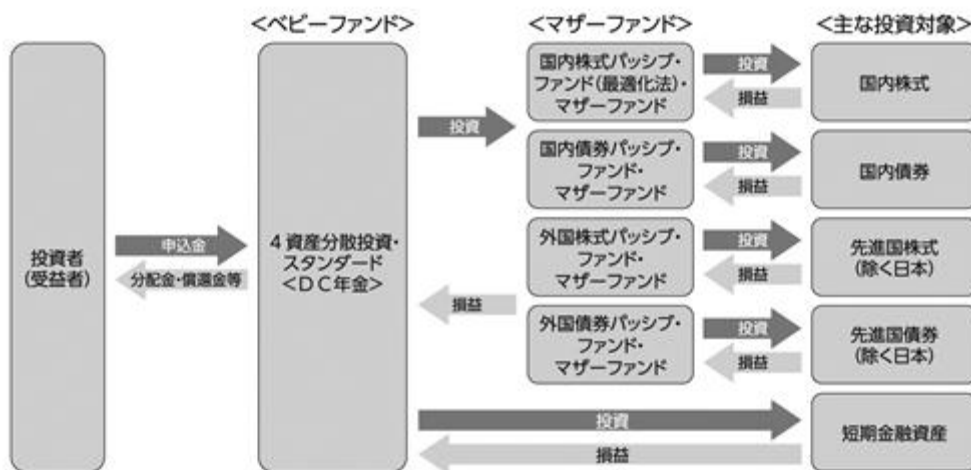 <ベビーファンド>
<マザーファンド>
<主な投資対象>
投資者
(受益者)
申込金
分配金・償還金等
4資産分散投資・
スタンダード
<DC年金>
投資
損益
国内株式パッシブ・
ファンド(最適化法)・
マザーファンド
投資
損益
国内株式
国内債券パッシブ・
ファンド・
マザーファンド
投資
損益
国内債券
外国株式パッシブ・
ファンド・
マザーファンド
投資
損益
先進国株式
(除く日本)
外国債券パッシブ・
ファンド・
マザーファンド
投資
損益
先進国債券
(除く日本)
投資
損益
短期金融資産